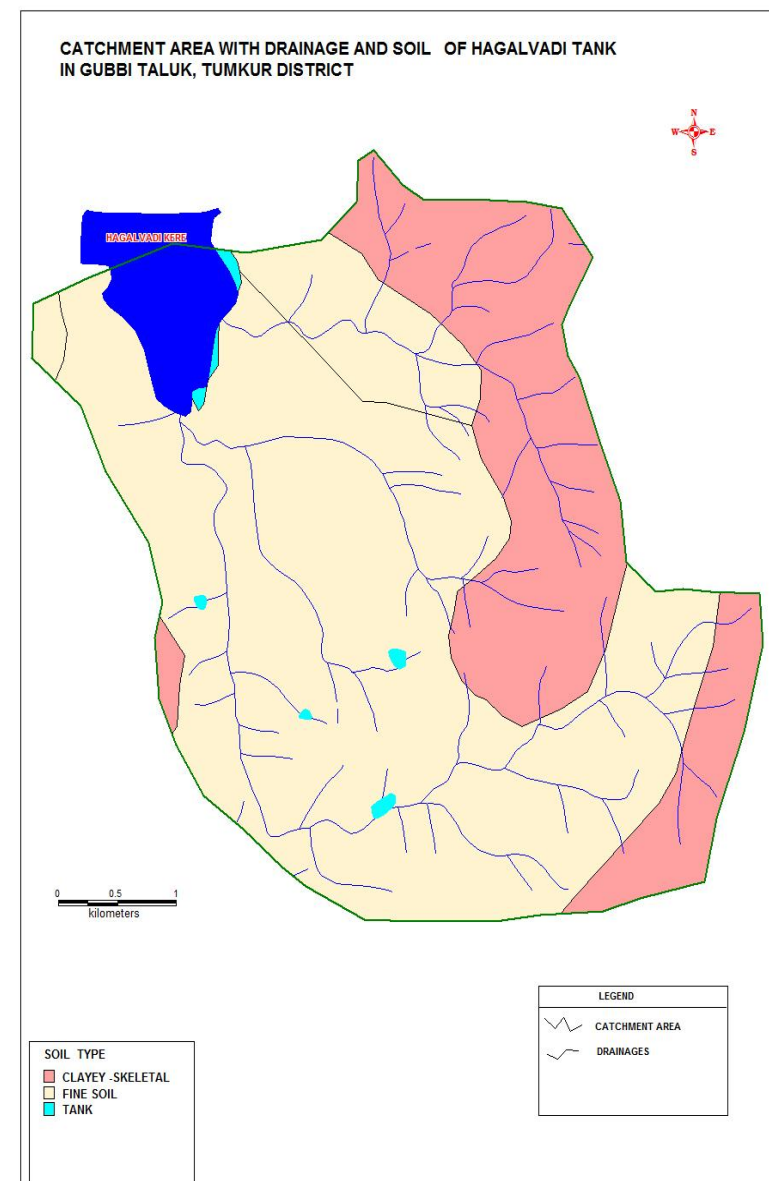 CATCHMENT AREA WITH DRAINAGE AND SOIL OF HAGALVADI TANK
IN GUBBI TALUK, TUMKUR DISTRICT
N
W E
S
HAGALVADI KERE
0 0.5 1
kilometers
LEGEND
CATCHMENT AREA
DRAINAGES
SOIL TYPE
CLAYEY -SKELETAL
FINE SOIL
TANK